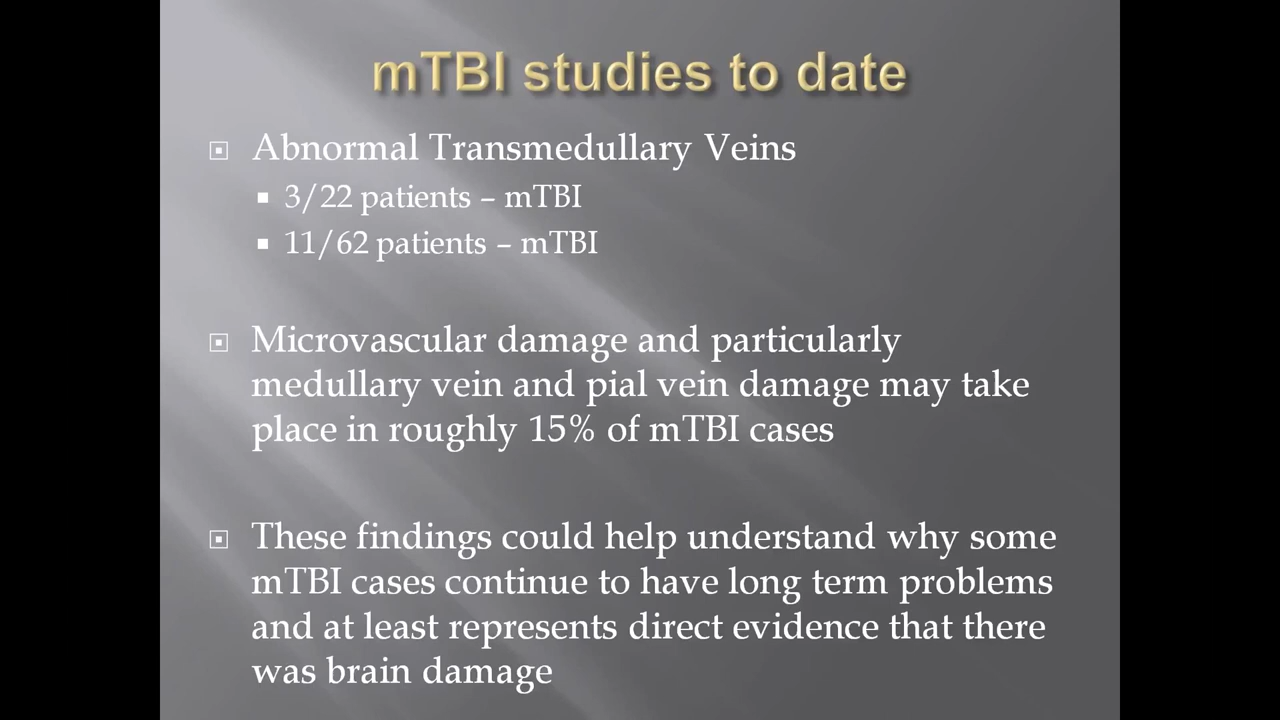 mTBI studies to date
Abnormal Transmedullary Veins
3/22 patients – mTBI
11/62 patients – mTBI
Microvascular damage and particularly
medullary vein and pial vein damage may take
place in roughly 15% of mTBI cases
These findings could help understand why some
mTBI cases continue to have long term problems
and at least represents direct evidence that there
was brain damage